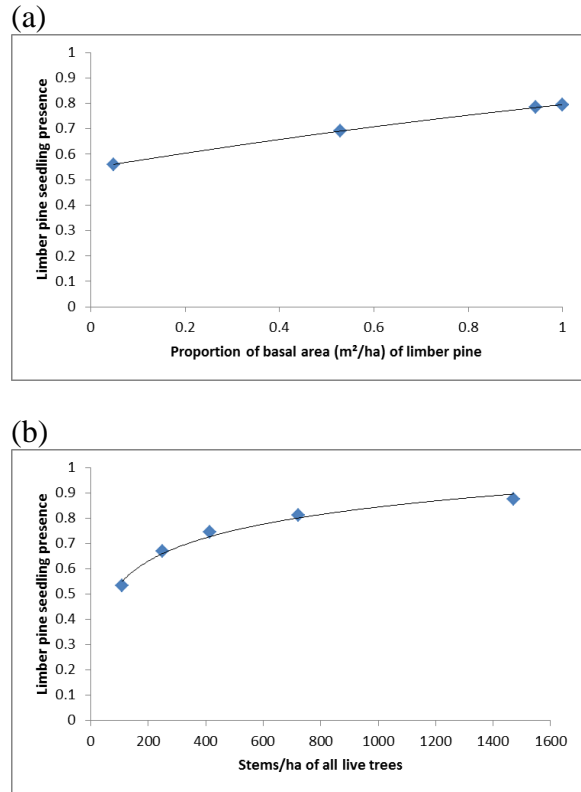 (a)
1
0.9
0.8
0.7
0.6
0.5
0.4
0.3
0.2
0.1
0
Limber pine seedling presence
0 0.2 0.4 0.6 0.8 1
Proportion of basal area (m²/ha) of limber pine
(b)
1
0.9
0.8
0.7
0.6
0.5
0.4
0.3
0.2
0.1
0
Limber pine seedling presence
0 200 400 600 800 1000 1200 1400 1600
Stems/ha of all live trees